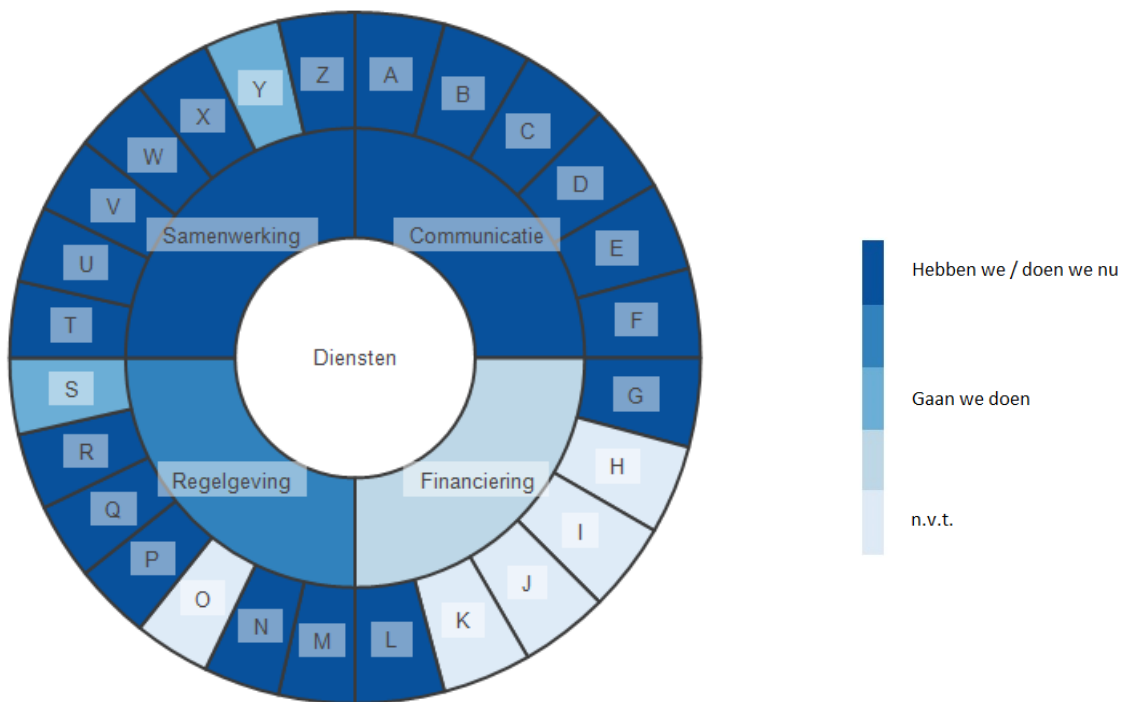 Y
Z
A
B
X
C
W
D
V
Samenwerking
Communicatie
E
U
Hebben we / doen we nu
T
F
Diensten
S
G
Gaan we doen
R
H
Regelgeving
Financiering
Q
I
n.v.t.
P
J
O
K
N
M
L